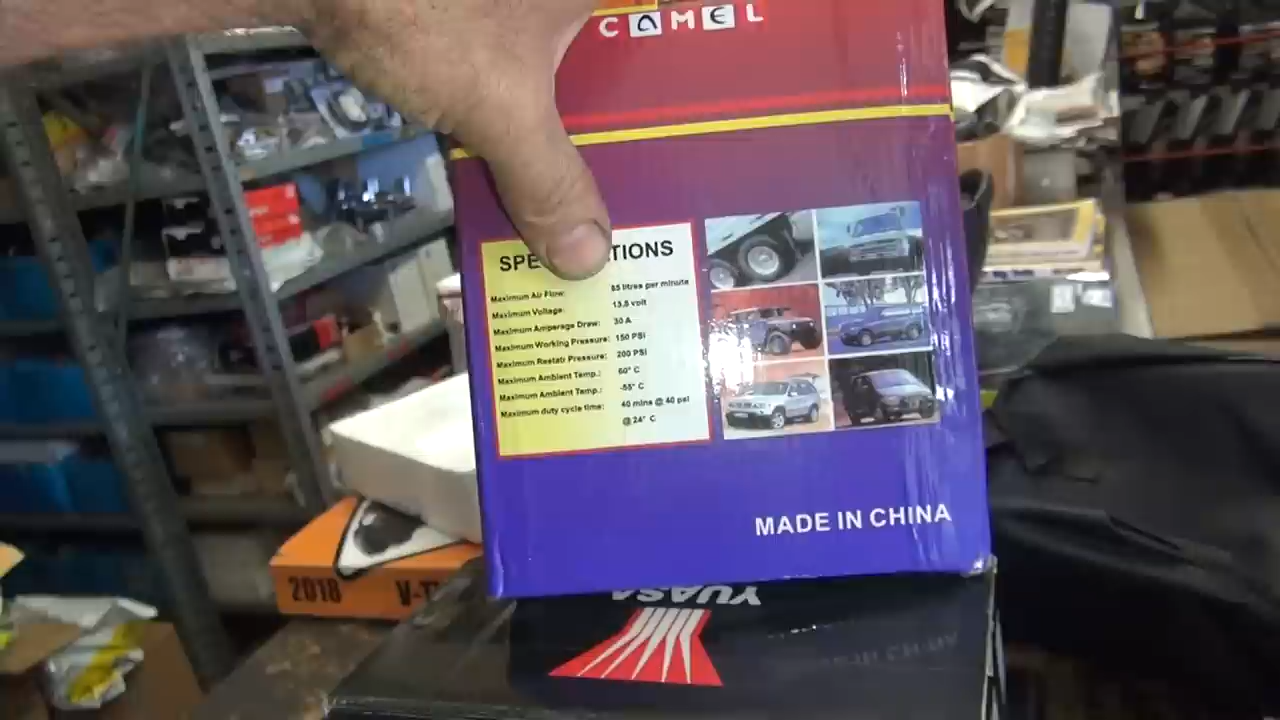 CAMEL
SPE TIONS
Maximum Air Flow: 85 litres per minute
Maximum Voltage: 13.8 volt
Maximum Amperage Draw: 30 A
Maximum Working Pressure: 150 PSI
Maximum Restatr Pressure: 200 PSI
Maximum Ambient Temp.: 60° C
Maximum Ambient Temp.: -55° C
Maximum duty cycle time: 40 mins @ 40 psi
@ 24° C
MADE IN CHINA
2018 V-T
YUASA